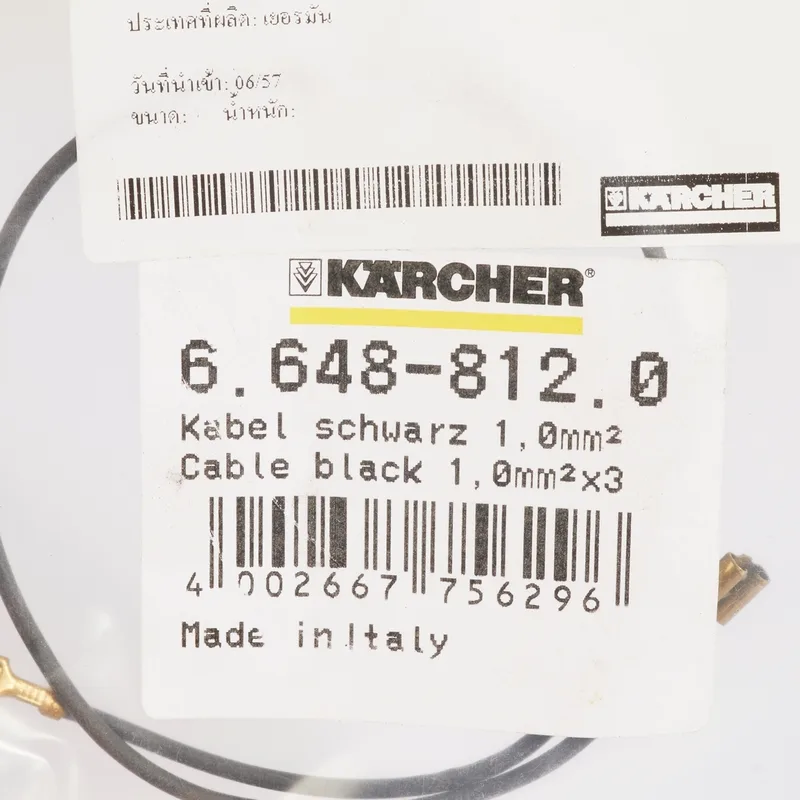 ประเทศที่ผลิต: เยอรมัน
วันที่นำเข้า: 06/57
ขนาด: น้ำหนัก:
KÄRCHER
KÄRCHER®
6.648-812.0
Kabel schwarz 1,0mm²
Cable black 1,0mm²x3
4 002667 756296
Made in Italy